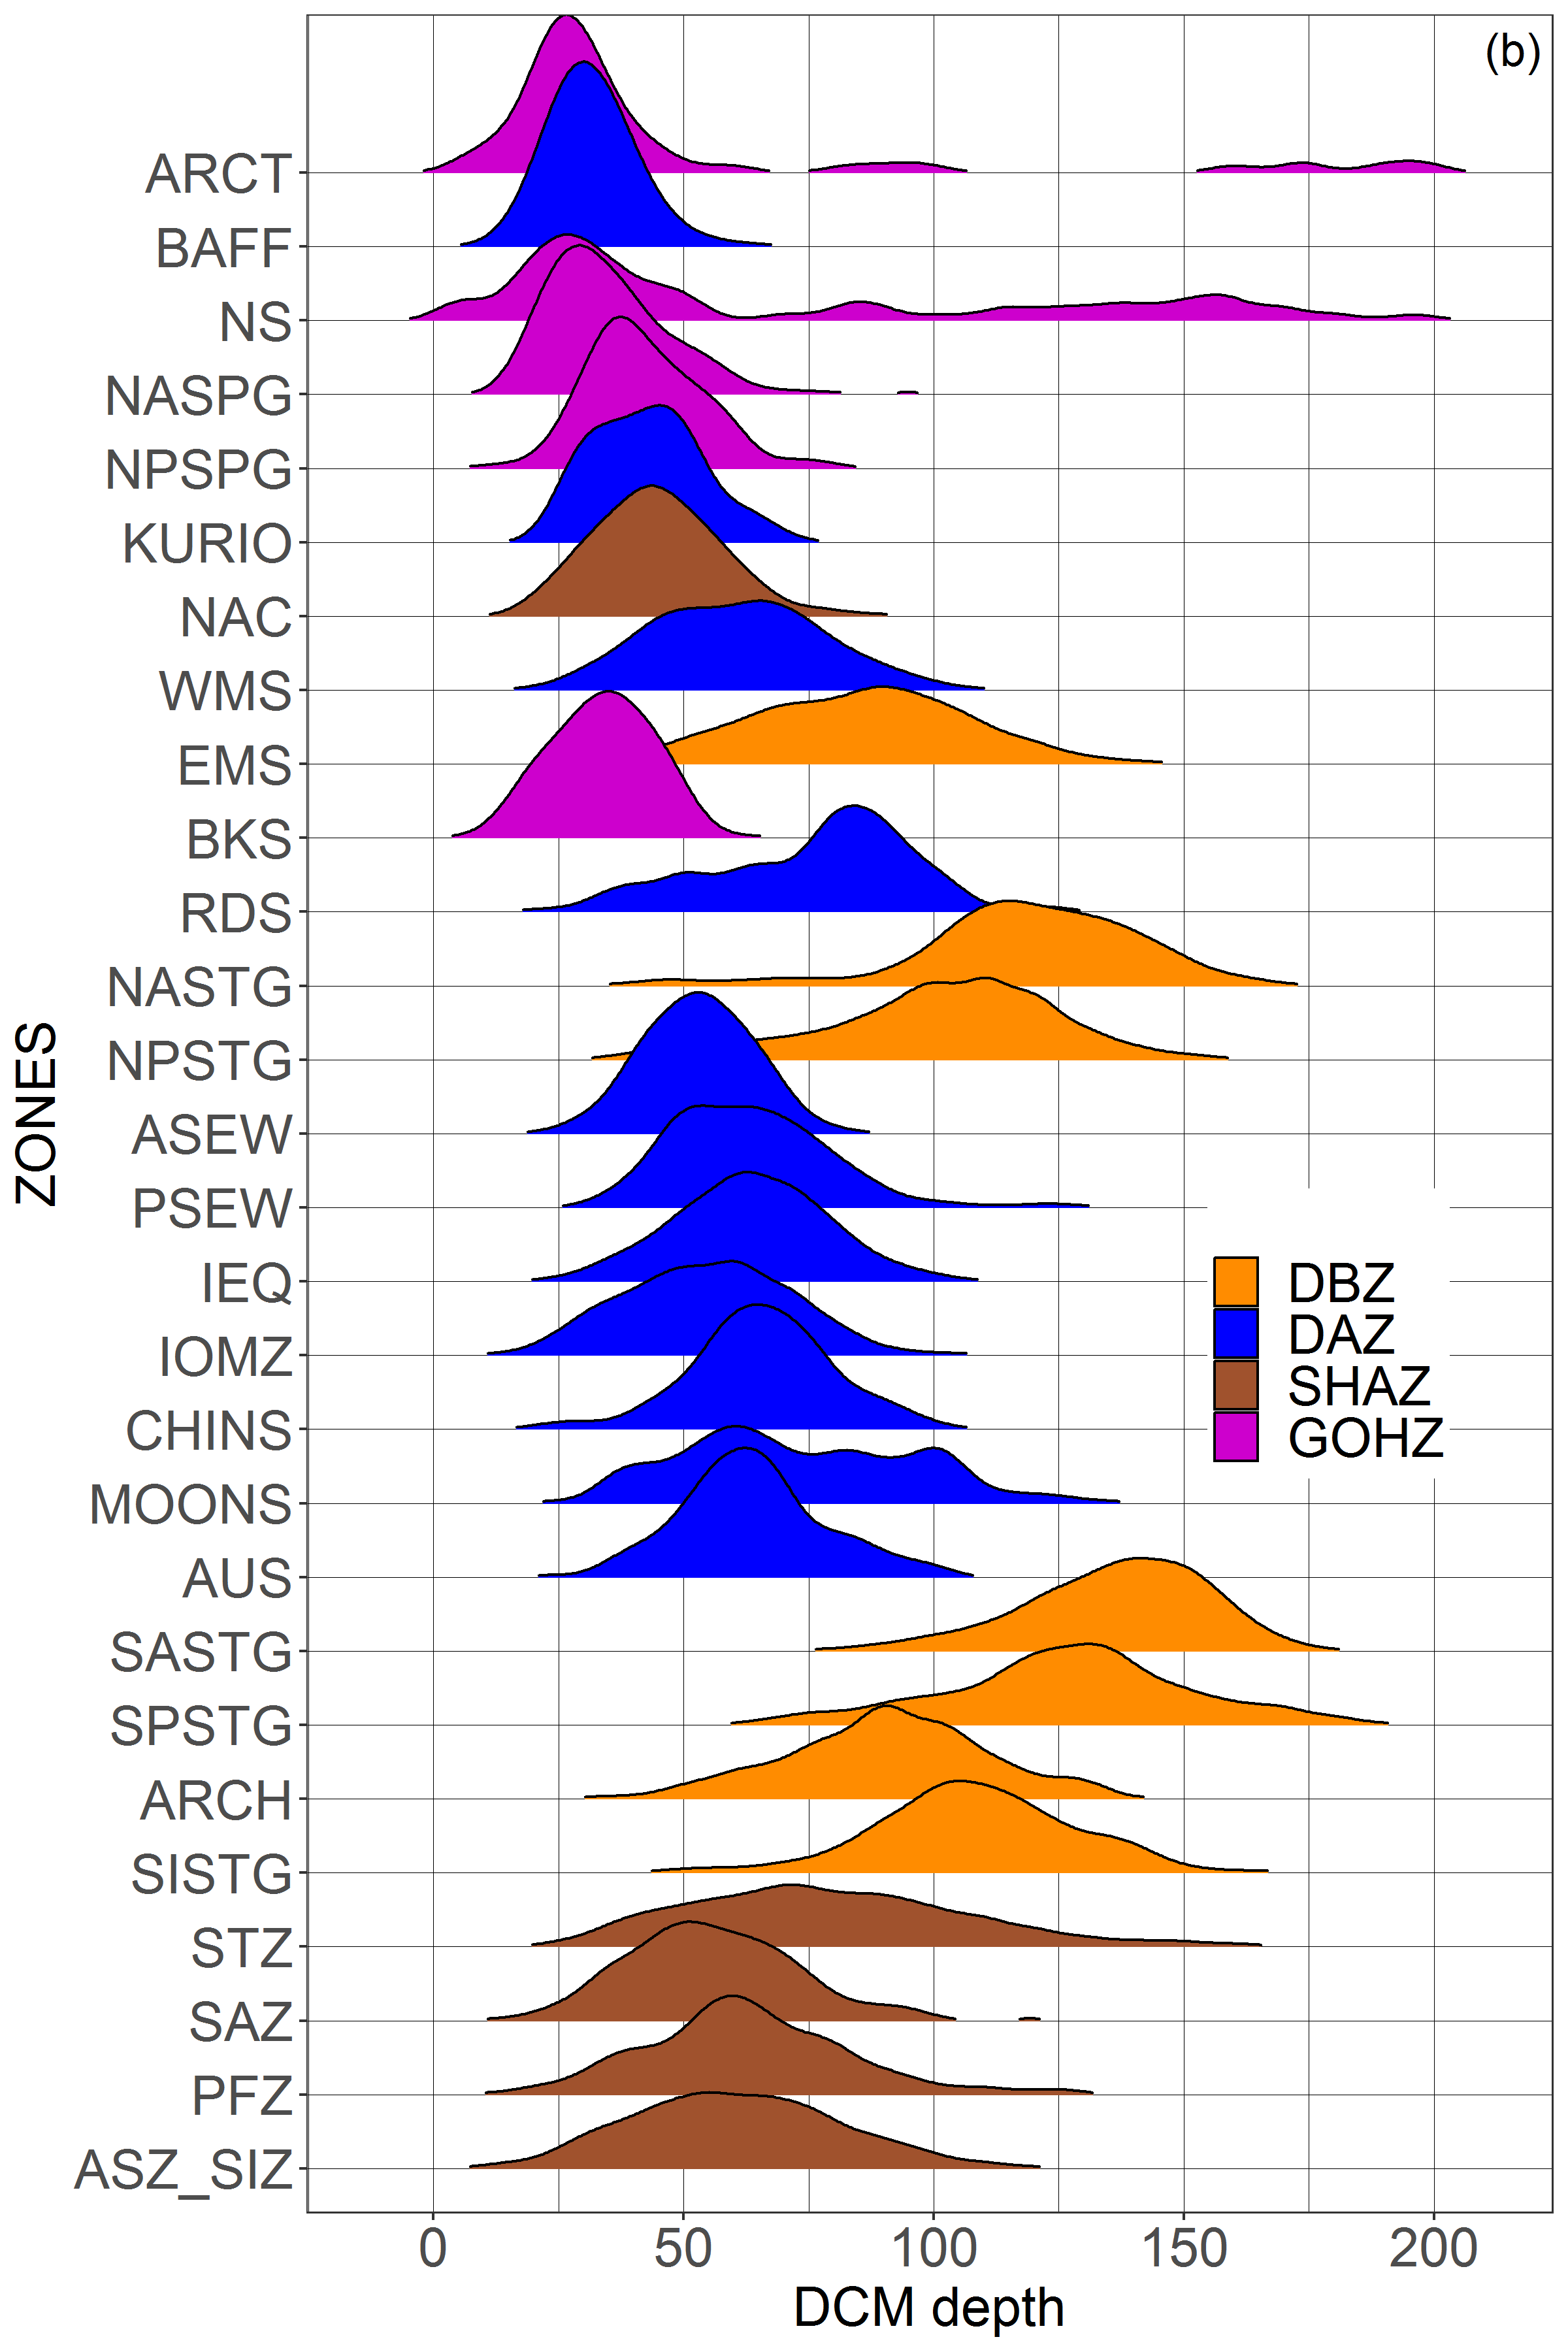 (b)
ARCT
BAFF
NS
NASPG
NPSPG
KURIO
NAC
WMS
EMS
BKS
RDS
NASTG
NPSTG
ASEW
PSEW
IEQ
IOMZ
CHINS
MOONS
AUS
SASTG
SPSTG
ARCH
SISTG
STZ
SAZ
PFZ
ASZ_SIZ
ZONES
DBZ
DAZ
SHAZ
GOHZ
0 50 100 150 200
DCM depth